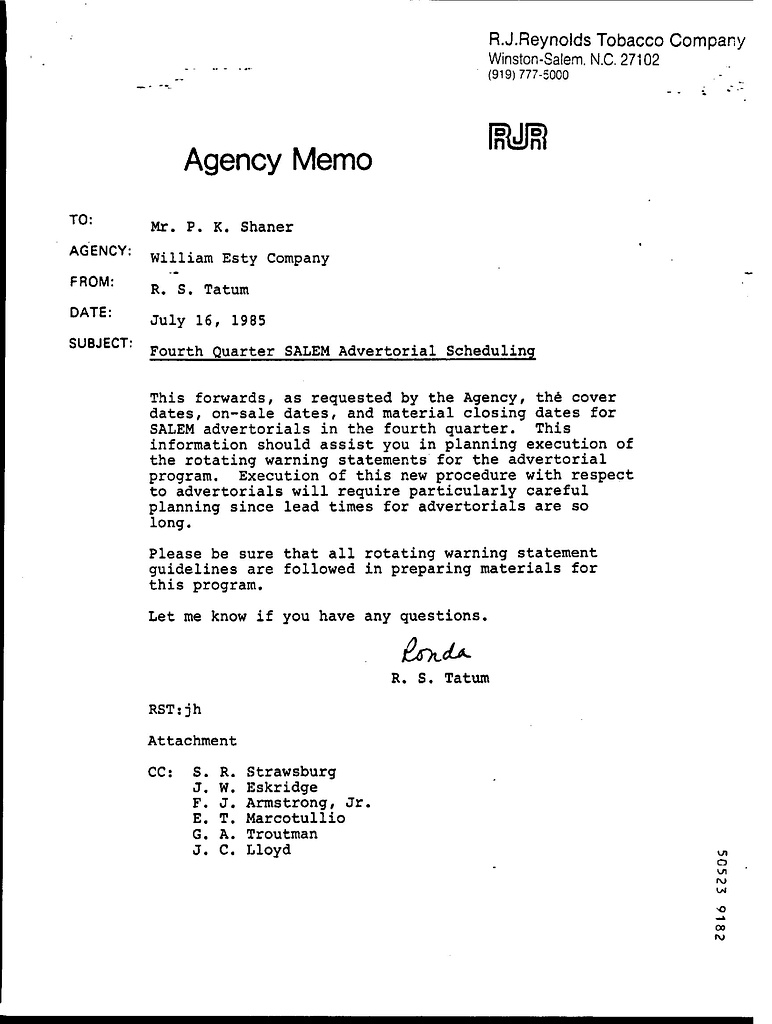 R.J.Reynolds Tobacco Company
Winston-Salem, N.C. 27102
(919) 777-5000
RJR
Agency Memo
TO: Mr. P. K. Shaner
AGENCY: William Esty Company
FROM: R. S. Tatum
DATE: July 16, 1985
SUBJECT: Fourth Quarter SALEM Advertorial Scheduling
This forwards, as requested by the Agency, the cover
dates, on-sale dates, and material closing dates for
SALEM advertorials in the fourth quarter. This
information should assist you in planning execution of
the rotating warning statements for the advertorial
program. Execution of this new procedure with respect
to advertorials will require particularly careful
planning since lead times for advertorials are so
long.
Please be sure that all rotating warning statement
guidelines are followed in preparing materials for
this program.
Let me know if you have any questions.
Ronda
R. S. Tatum
RST:jh
Attachment
CC: S. R. Strawsburg
J. W. Eskridge
F. J. Armstrong, Jr.
E. T. Marcotullio
G. A. Troutman
J. C. Lloyd
50523 9182